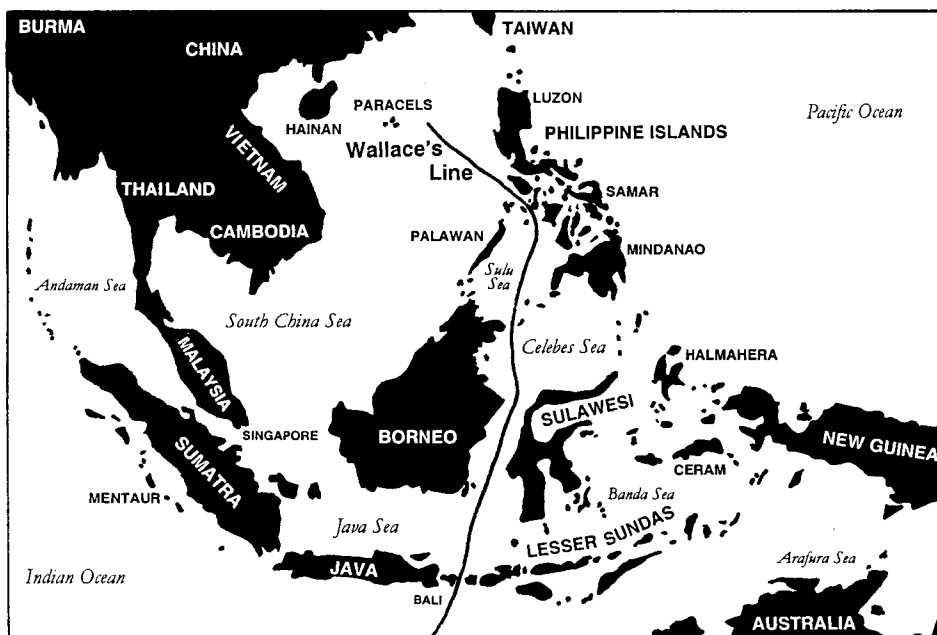 BURMA
CHINA
TAIWAN
HAINAN
PARACELS
LUZON
Pacific Ocean
PHILIPPINE ISLANDS
Wallace's
Line
VIETNAM
THAILAND
SAMAR
CAMBODIA
PALAWAN
MINDANAO
Sulu
Sea
Andaman Sea
South China Sea
Celebes Sea
HALMAHERA
MALAYSIA
SULAWESI
SINGAPORE
BORNEO
NEW GUINEA
SUMATRA
CERAM
MENTAUR
Banda Sea
Java Sea
LESSER SUNDAS
Arafura Sea
Indian Ocean
JAVA
BALI
AUSTRALIA